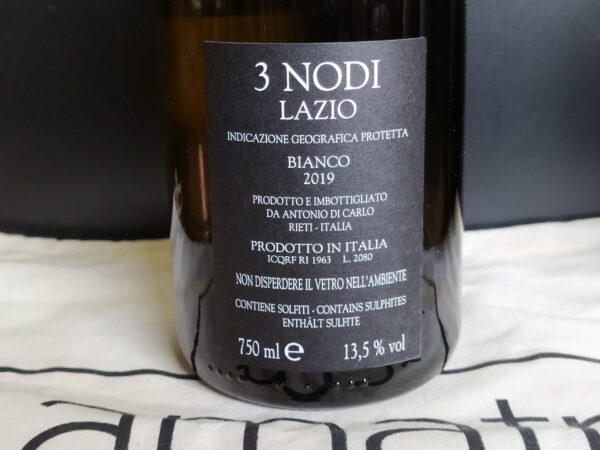 3 NODI
LAZIO
INDICAZIONE GEOGRAFICA PROTETTA
BIANCO
2019
PRODOTTO E IMBOTTIGLIATO
DA ANTONIO DI CARLO
RIETI - ITALIA
PRODOTTO IN ITALIA
ICQRF RI 1963 L. 2080
NON DISPERDERE IL VETRO NELL'AMBIENTE
CONTIENE SOLFITI - CONTAINS SULPHITES
ENTHÄLT SULFITE
750 ml e 13,5 % vol
amatr